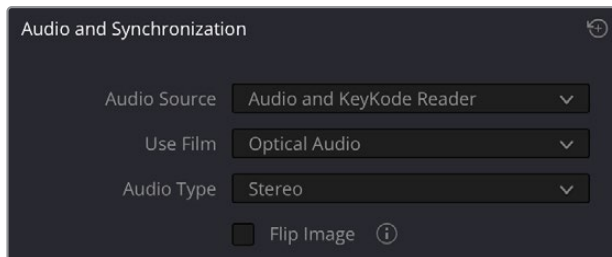 Audio and Synchronization
Audio Source Audio and KeyKode Reader
Use Film Optical Audio
Audio Type Stereo
Flip Image